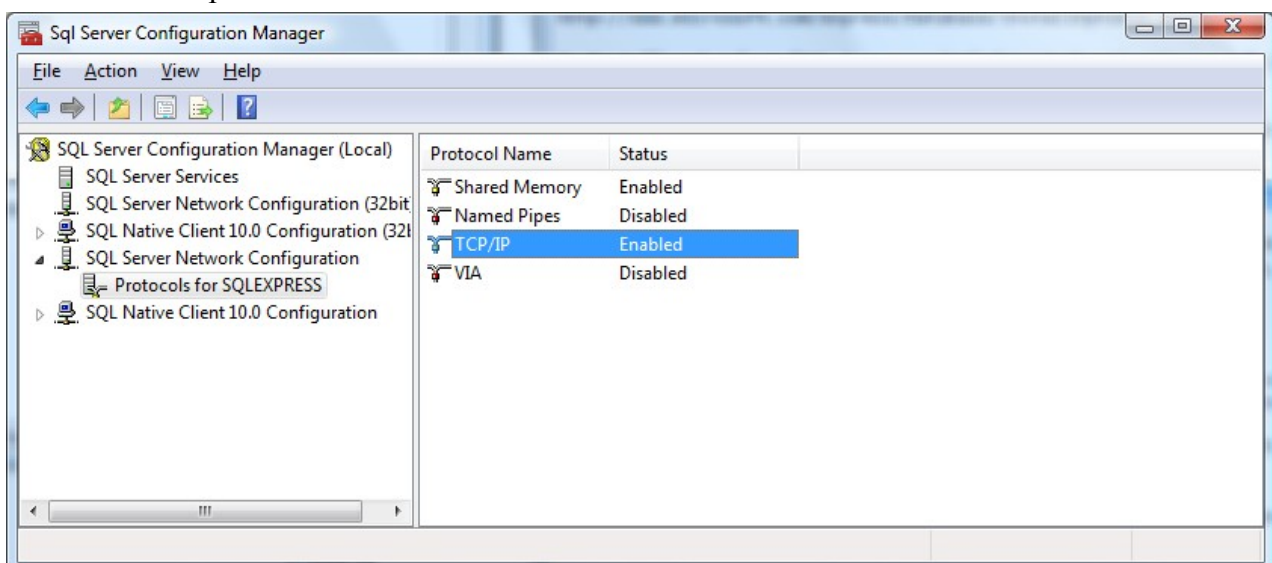 Sql Server Configuration Manager
File Action View Help
SQL Server Configuration Manager (Local)
SQL Server Services
SQL Server Network Configuration (32bit
SQL Native Client 10.0 Configuration (32
SQL Server Network Configuration
Protocols for SQLEXPRESS
SQL Native Client 10.0 Configuration
Protocol Name Status
Shared Memory Enabled
Named Pipes Disabled
TCP/IP Enabled
VIA Disabled